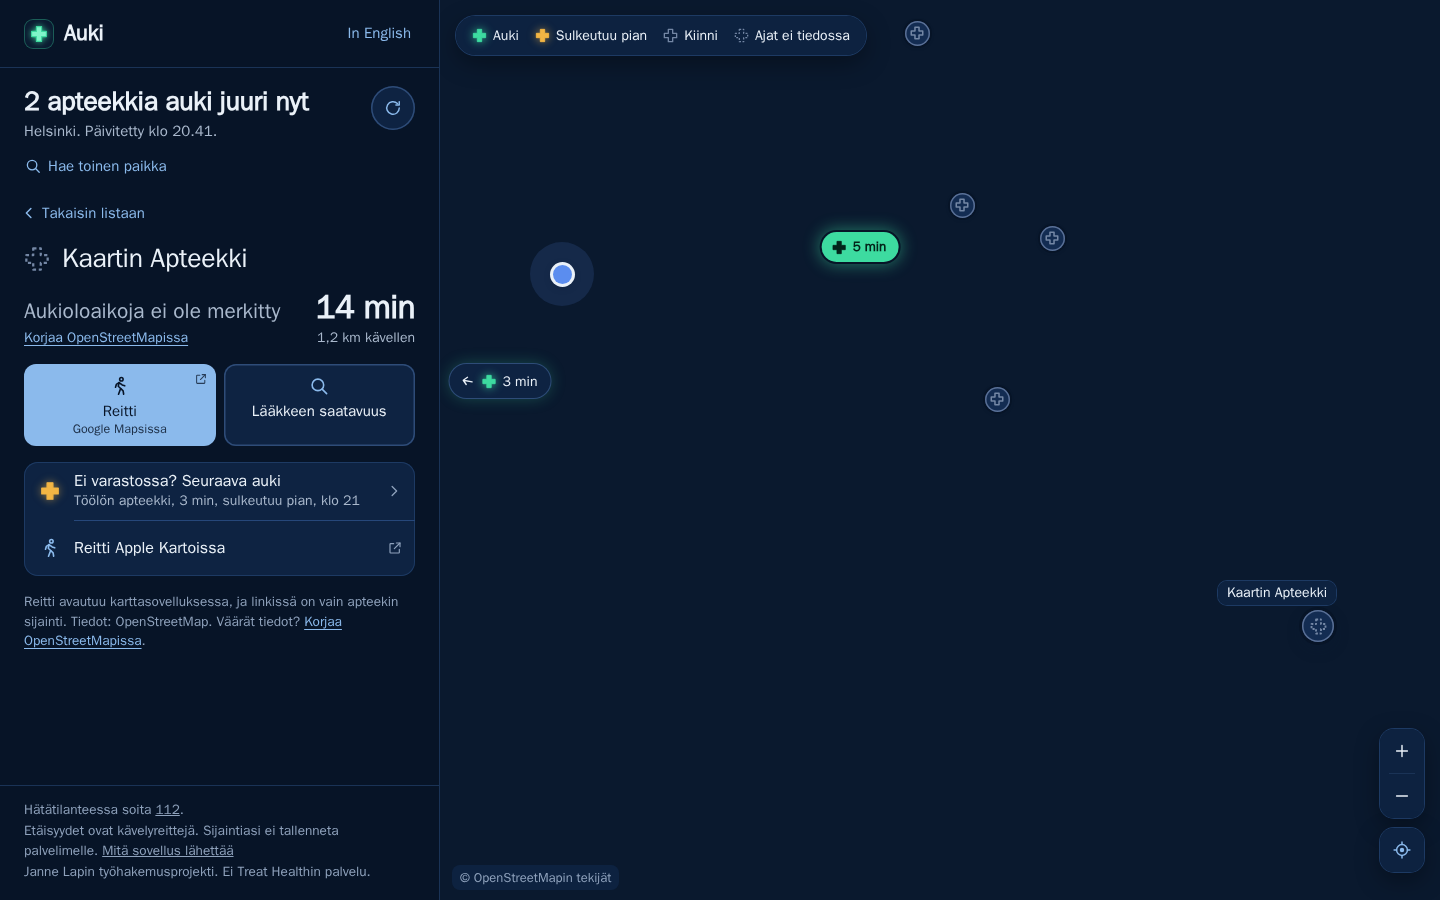 Auki
In English
2 apteekkia auki juuri nyt
Helsinki. Päivitetty klo 20.41.
Hae toinen paikka
Takaisin listaan
Kaartin Apteekki
Aukioloaikoja ei ole merkitty
14 min
Korjaa OpenStreetMapissa
1,2 km kävellen
Reitti
Google Mapsissa
Lääkkeen saatavuus
Ei varastossa? Seuraava auki
Töölön apteekki, 3 min, sulkeutuu pian, klo 21
Reitti Apple Kartoissa
Reitti avautuu karttasovelluksessa, ja linkissä on vain apteekin
sijainti. Tiedot: OpenStreetMap. Väärät tiedot? Korjaa
OpenStreetMapissa.
Hätätilanteessa soita 112.
Etäisyydet ovat kävelyreittejä. Sijaintiasi ei tallenneta
palvelimelle. Mitä sovellus lähettää
Janne Lapin työhakemusprojekti. Ei Treat Healthin palvelu.
Auki
Sulkeutuu pian
Kiinni
Ajat ei tiedossa
5 min
3 min
Kaartin Apteekki
© OpenStreetMapin tekijät